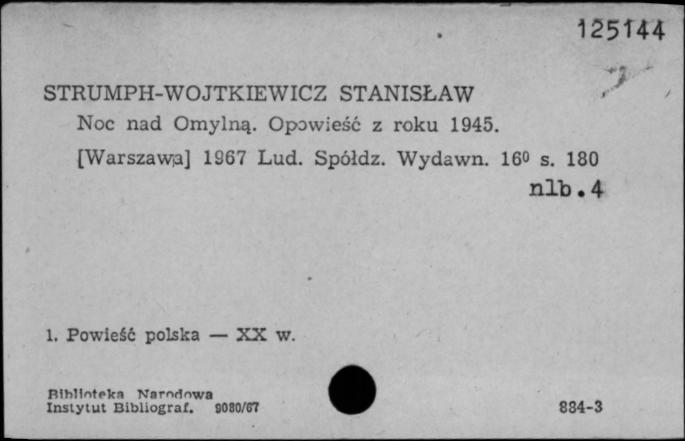 125144
STRUMPH-WOJTKIEWICZ STANISŁAW
Noc nad Omylną. Opowieść z roku 1945.
[Warszawa] 1967 Lud. Spółdz. Wydawn. 16⁰ s. 180
nlb.4
1. Powieść polska — XX w.
Biblioteka Narodowa
Instytut Bibliograf. 9080/67
884-3